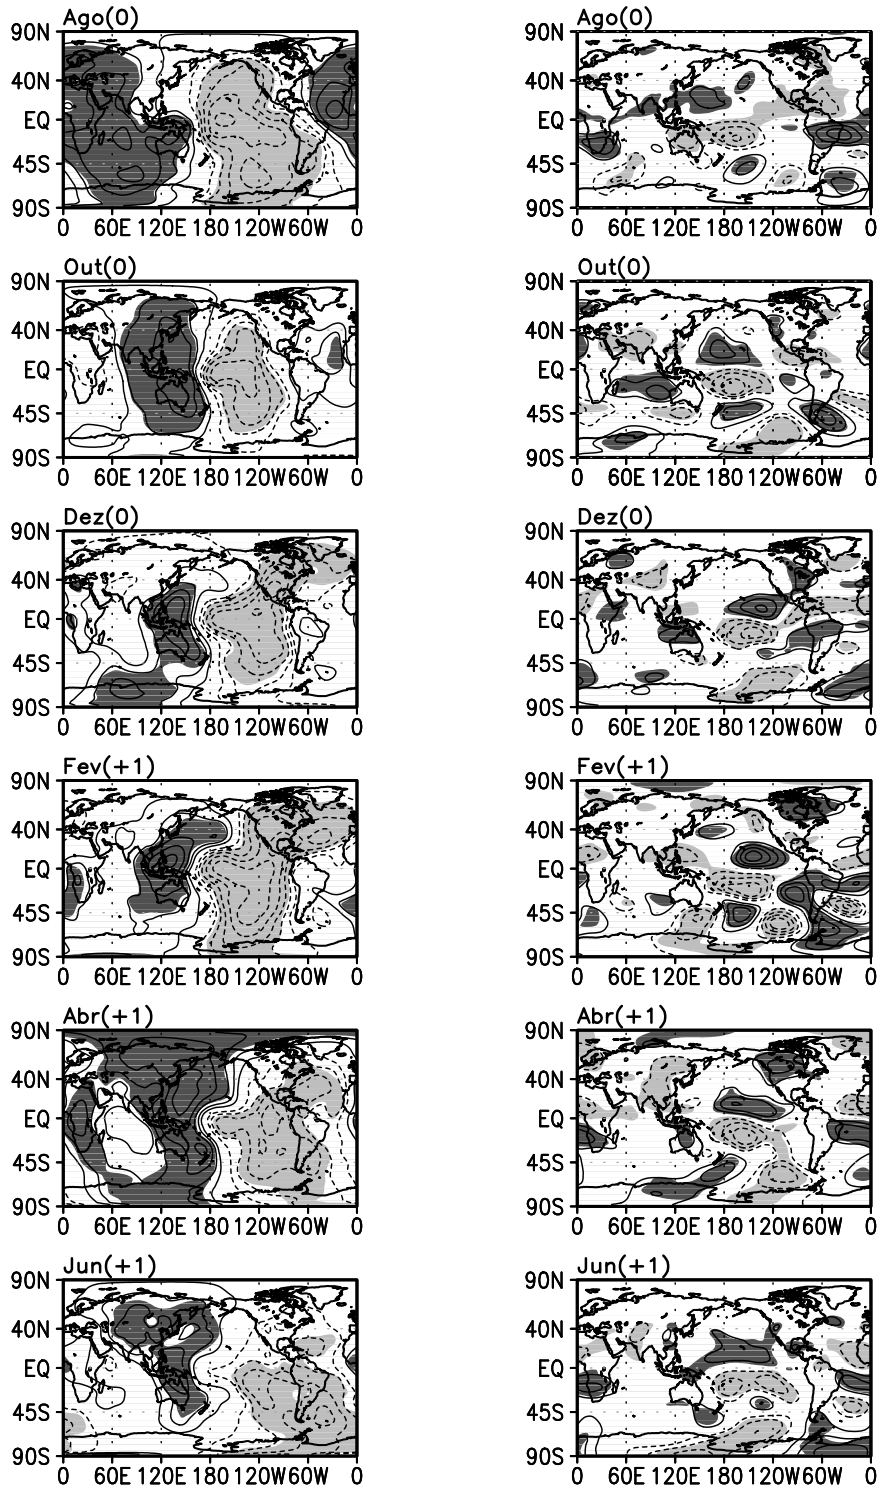 Ago(0) Ago(0)
90N 90N
40N 40N
EQ EQ
45S 45S
90S 90S
0 60E 120E 180 120W 60W 0 0 60E 120E 180 120W 60W 0
Out(0) Out(0)
90N 90N
40N 40N
EQ EQ
45S 45S
90S 90S
0 60E 120E 180 120W 60W 0 0 60E 120E 180 120W 60W 0
Dez(0) Dez(0)
90N 90N
40N 40N
EQ EQ
45S 45S
90S 90S
0 60E 120E 180 120W 60W 0 0 60E 120E 180 120W 60W 0
Fev(+1) Fev(+1)
90N 90N
40N 40N
EQ EQ
45S 45S
90S 90S
0 60E 120E 180 120W 60W 0 0 60E 120E 180 120W 60W 0
Abr(+1) Abr(+1)
90N 90N
40N 40N
EQ EQ
45S 45S
90S 90S
0 60E 120E 180 120W 60W 0 0 60E 120E 180 120W 60W 0
Jun(+1) Jun(+1)
90N 90N
40N 40N
EQ EQ
45S 45S
90S 90S
0 60E 120E 180 120W 60W 0 0 60E 120E 180 120W 60W 0